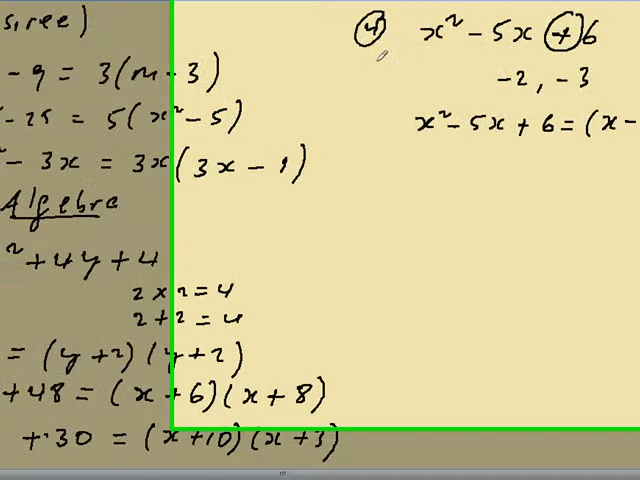 siree)
- 9 = 3(m - 3)
- 25 = 5(x² - 5)
² - 3x = 3x(3x - 1)
Algebra
² + 4y + 4
2 × 2 = 4
2 + 2 = 4
= (y + 2)(y + 2)
+ 48 = (x + 6)(x + 8)
+ 30 = (x + 10)(x + 3)
4 x² - 5x + 6
-2, -3
x² - 5x + 6 = (x -